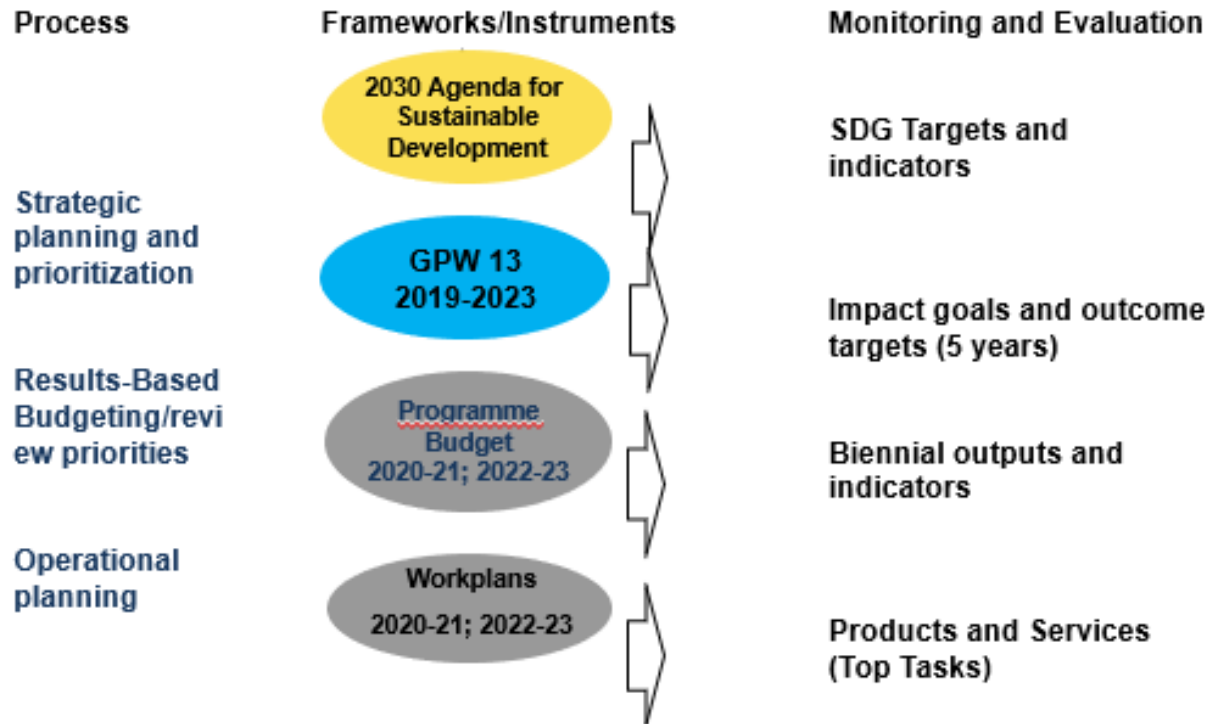 Process
Frameworks/Instruments
Monitoring and Evaluation
2030 Agenda for
Sustainable
Development
SDG Targets and
indicators
Strategic
planning and
prioritization
GPW 13
2019-2023
Impact goals and outcome
targets (5 years)
Results-Based
Budgeting/revi
ew priorities
Programme
Budget
2020-21; 2022-23
Biennial outputs and
indicators
Operational
planning
Workplans
2020-21; 2022-23
Products and Services
(Top Tasks)